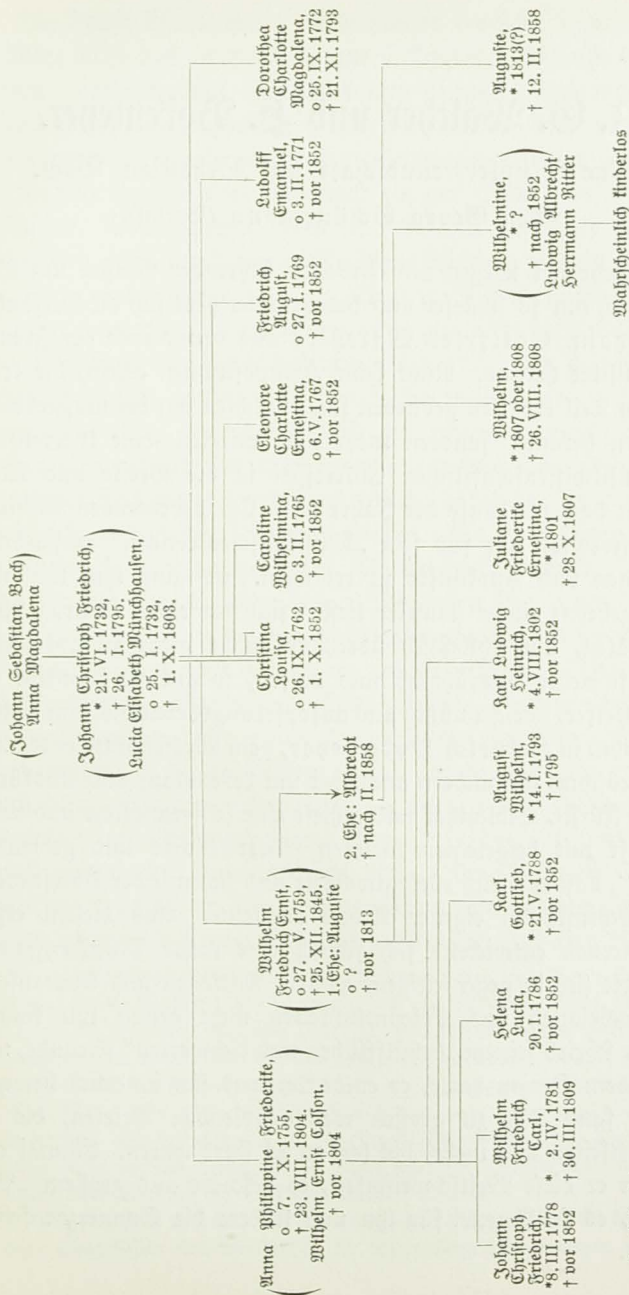 Johann Sebastian Bach
Anna Magdalena
Johann Christoph Friedrich,
* 21. VI. 1732,
† 26. I. 1795.
Lucia Elisabeth Münchhausen,
o 25. I. 1732,
† 1. X. 1803.
Anna Philippine Friederike,
o 7. X. 1755,
† 23. VIII. 1804.
Wilhelm Ernst Colson.
† vor 1804
Wilhelm
Friedrich Ernst,
o 27. V. 1759,
† 25. XII. 1845.
1. Ehe: Auguste
o ?
† vor 1813
2. Ehe: Albrecht
† nach II. 1858
Christina
Louisa,
o 26. IX. 1762
† 1. X. 1852
Caroline
Wilhelmina,
o 3. II. 1765
† vor 1852
Eleonore
Charlotte
Ernestina,
o 6. V. 1767
† vor 1852
Friedrich
August,
o 27. I. 1769
† vor 1852
Ludolff
Emanuel,
o 3. II. 1771
† vor 1852
Dorothea
Charlotte
Magdalena,
o 25. IX. 1772
† 21. XI. 1793
Johann
Christoph
Friedrich,
*8. III. 1778
† vor 1852
Wilhelm
Friedrich
Carl,
* 2. IV. 1781
† 30. III. 1809
Helena
Lucia,
20. I. 1786
† vor 1852
Karl
Gottlieb,
* 21. V. 1788
† vor 1852
August
Wilhelm,
* 14. I. 1793
† 1795
Karl Ludwig
Heinrich,
* 4. VIII. 1802
† vor 1852
Juliane
Friederike
Ernestina,
* 1801
† 28. X. 1807
Wilhelm,
* 1807 oder 1808
† 26. VIII. 1808
Wilhelmine,
* ?
† nach 1852
Ludwig Albrecht
Herrmann Ritter
Wahrscheinlich kinderlos
Auguste,
* 1813(?)
† 12. II. 1858